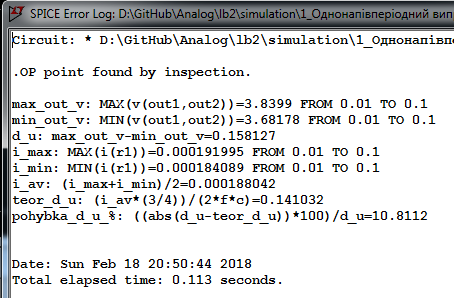 SPICE Error Log: D:\GitHub\Analog\lb2\simulation\1_Однонапівперіодний вип
Circuit: * D:\GitHub\Analog\lb2\simulation\1_Однонапівпе
.OP point found by inspection.
max_out_v: MAX(v(out1,out2))=3.8399 FROM 0.01 TO 0.1
min_out_v: MIN(v(out1,out2))=3.68178 FROM 0.01 TO 0.1
d_u: max_out_v-min_out_v=0.158127
i_max: MAX(i(r1))=0.000191995 FROM 0.01 TO 0.1
i_min: MIN(i(r1))=0.000184089 FROM 0.01 TO 0.1
i_av: (i_max+i_min)/2=0.000188042
teor_d_u: (i_av*(3/4))/(2*f*c)=0.141032
pohybka_d_u_%: ((abs(d_u-teor_d_u))*100)/d_u=10.8112
Date: Sun Feb 18 20:50:44 2018
Total elapsed time: 0.113 seconds.